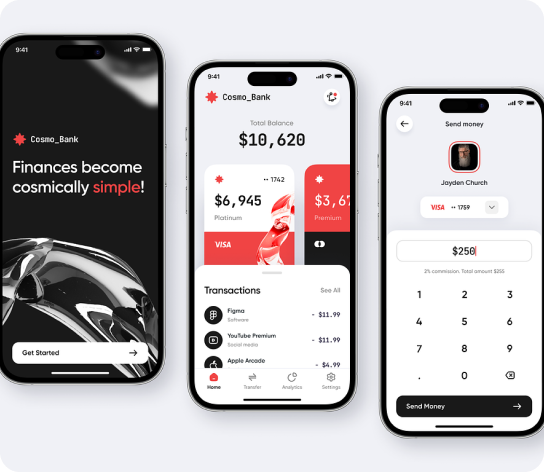 9:41
Cosmo_Bank
Finances become
cosmically simple!
Get Started
9:41
Cosmo_Bank
Total Balance
$10,620
•• 1742
$6,945
Platinum
VISA
$3,67
Premium
Transactions
See All
Figma
Software
- $11.99
YouTube Premium
Social media
- $11.99
Apple Arcade
- $4.99
Home
Transfer
Analytics
Settings
9:41
Send money
Jayden Church
VISA •• 1759
$250
2% commission. Total amount $255
1 2 3
4 5 6
7 8 9
. 0
Send Money